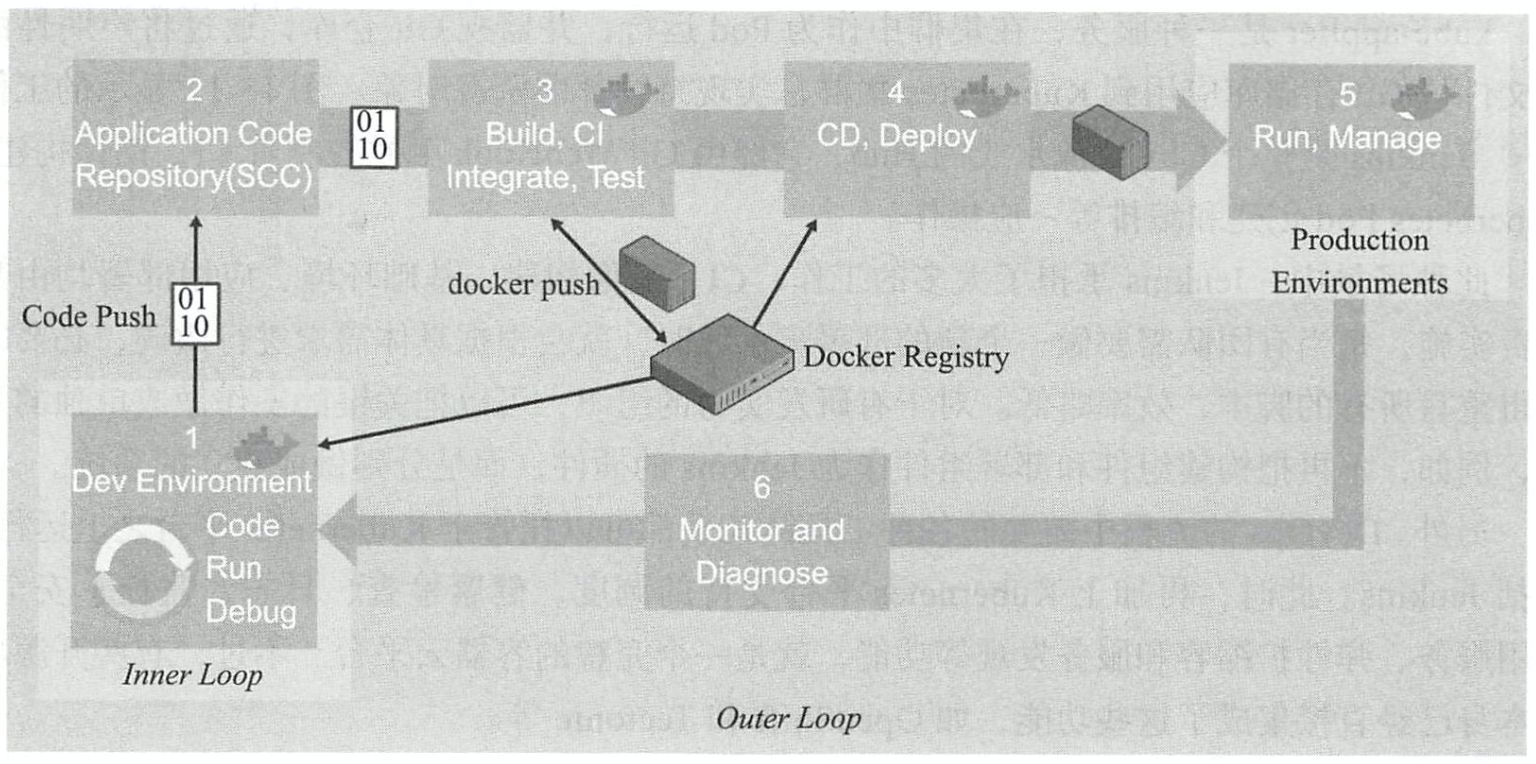 2
Application Code
Repository(SCC)
01
10
3
Build, CI
Integrate, Test
4
CD, Deploy
5
Run, Manage
Production
Environments
docker push
Code Push
01
10
Docker Registry
1
Dev Environment
Code
Run
Debug
6
Monitor and
Diagnose
Inner Loop
Outer Loop